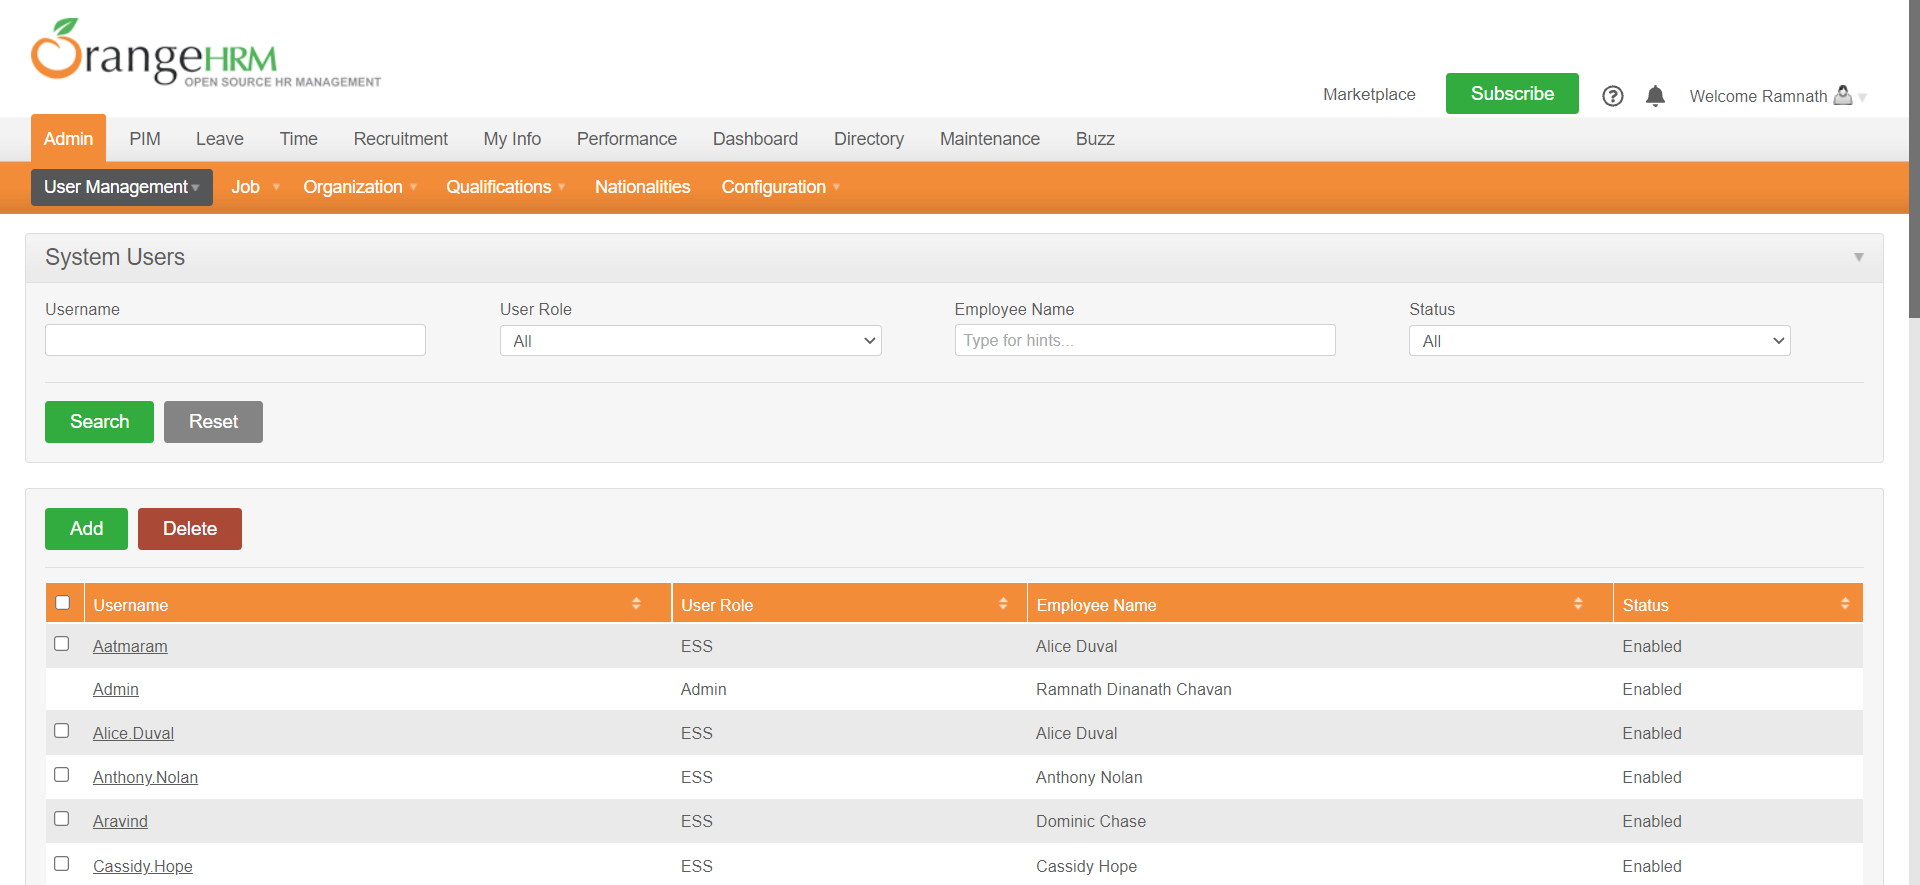 OrangeHRM
OPEN SOURCE HR MANAGEMENT
Marketplace
Subscribe
Welcome Ramnath
Admin PIM Leave Time Recruitment My Info Performance Dashboard Directory Maintenance Buzz
User Management Job Organization Qualifications Nationalities Configuration
System Users
Username User Role Employee Name Status
All Type for hints... All
Search Reset
Add Delete
Username User Role Employee Name Status
Aatmaram ESS Alice Duval Enabled
Admin Admin Ramnath Dinanath Chavan Enabled
Alice.Duval ESS Alice Duval Enabled
Anthony.Nolan ESS Anthony Nolan Enabled
Aravind ESS Dominic Chase Enabled
Cassidy.Hope ESS Cassidy Hope Enabled